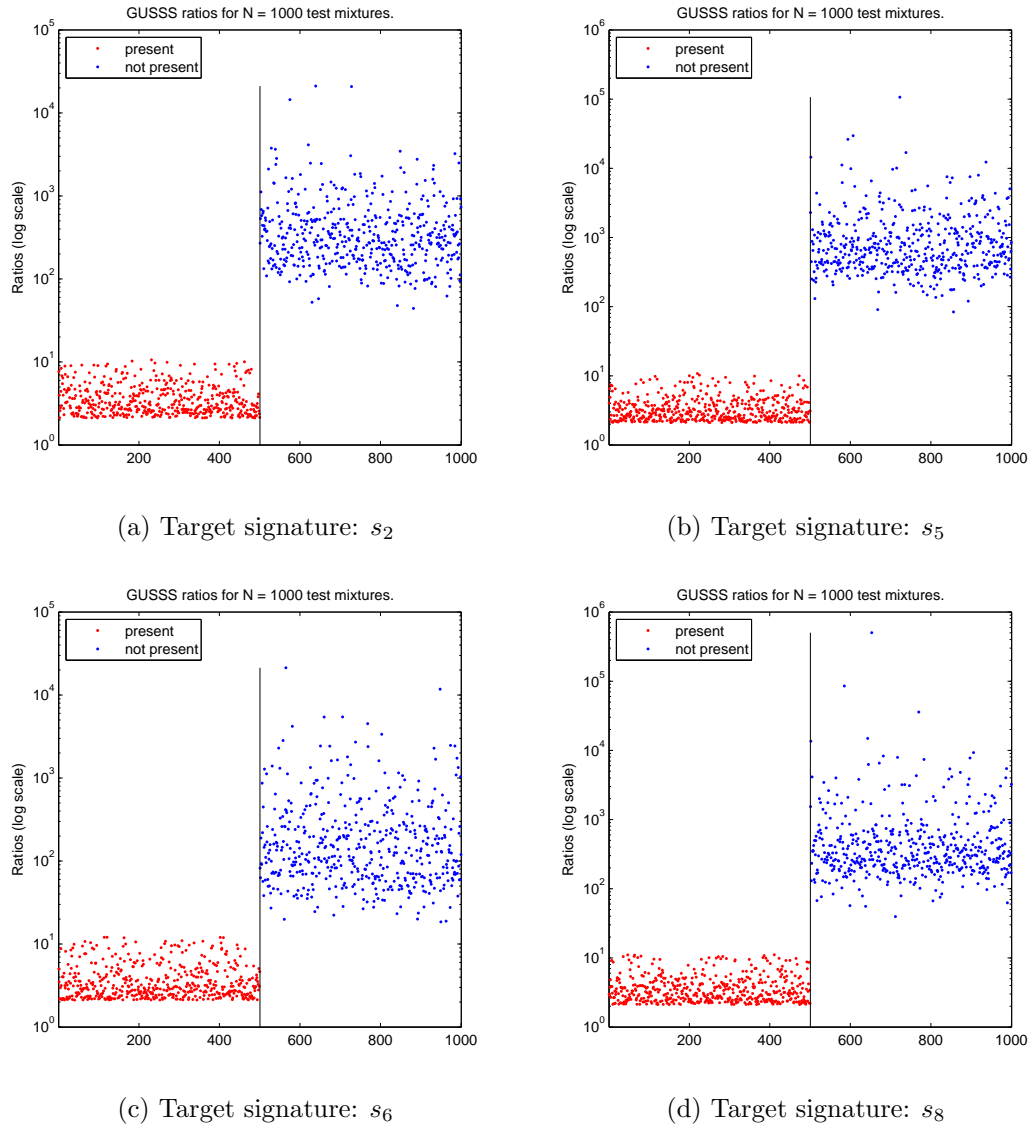 GUSSS ratios for N = 1000 test mixtures.
present
not present
Ratios (log scale)
10^5
10^4
10^3
10^2
10^1
10^0
200 400 600 800 1000
(a) Target signature: s_2
GUSSS ratios for N = 1000 test mixtures.
present
not present
Ratios (log scale)
10^6
10^5
10^4
10^3
10^2
10^1
10^0
200 400 600 800 1000
(b) Target signature: s_5
GUSSS ratios for N = 1000 test mixtures.
present
not present
Ratios (log scale)
10^5
10^4
10^3
10^2
10^1
10^0
200 400 600 800 1000
(c) Target signature: s_6
GUSSS ratios for N = 1000 test mixtures.
present
not present
Ratios (log scale)
10^6
10^5
10^4
10^3
10^2
10^1
10^0
200 400 600 800 1000
(d) Target signature: s_8